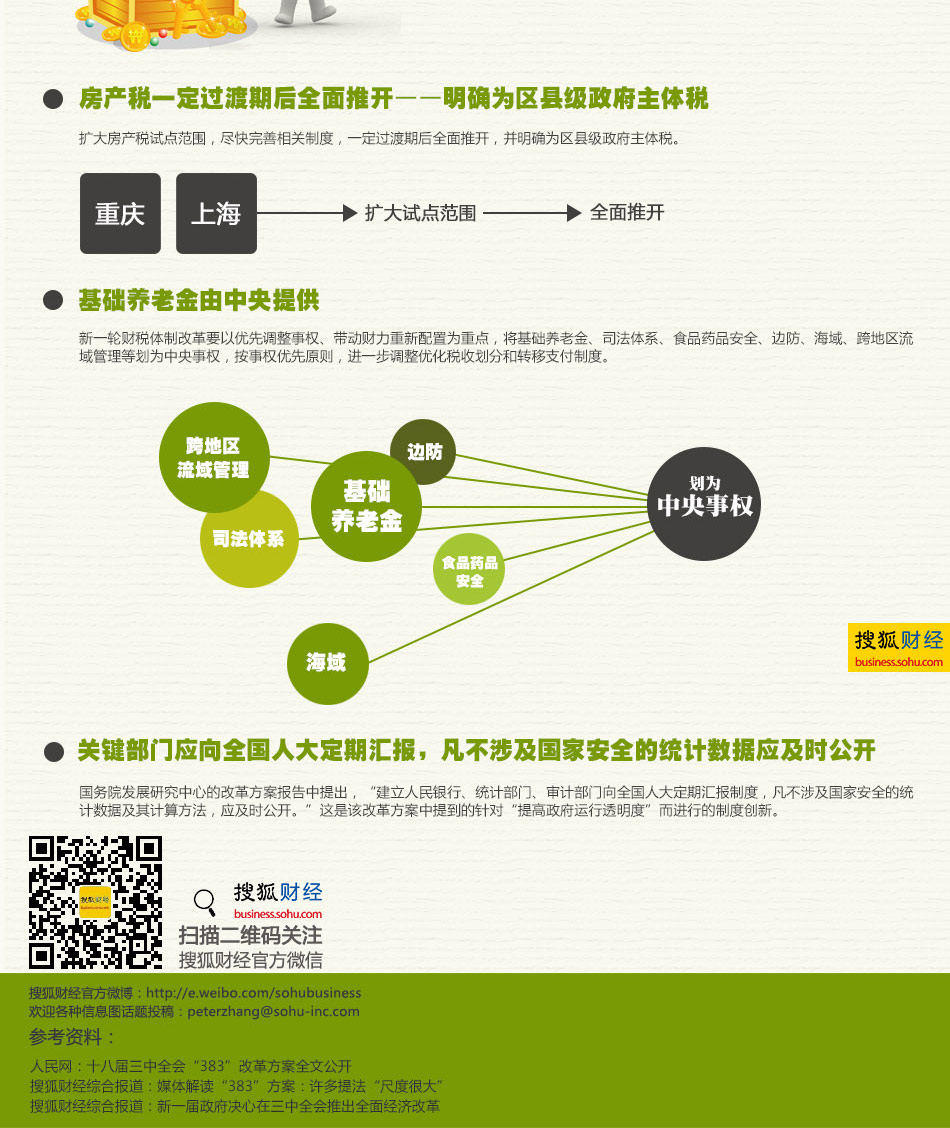 房产税一定过渡期后全面推开——明确为区县级政府主体税
扩大房产税试点范围，尽快完善相关制度，一定过渡期后全面推开，并明确为区县级政府主体税。
重庆
上海
扩大试点范围
全面推开
基础养老金由中央提供
新一轮财税体制改革要以优先调整事权、带动财力重新配置为重点，将基础养老金、司法体系、食品药品安全、边防、海域、跨地区流
域管理等划为中央事权，按事权优先原则，进一步调整优化税收划分和转移支付制度。
跨地区
流域管理
边防
基础
养老金
司法体系
食品药品
安全
海域
划为
中央事权
搜狐财经
business.sohu.com
关键部门应向全国人大定期汇报，凡不涉及国家安全的统计数据应及时公开
国务院发展研究中心的改革方案报告中提出，“建立人民银行、统计部门、审计部门向全国人大定期汇报制度，凡不涉及国家安全的统
计数据及其计算方法，应及时公开。”这是该改革方案中提到的针对“提高政府运行透明度”而进行的制度创新。
搜狐财经
搜狐财经
business.sohu.com
扫描二维码关注
搜狐财经官方微信
搜狐财经官方微博：http://e.weibo.com/sohubusiness
欢迎各种信息图话题投稿：peterzhang@sohu-inc.com
参考资料：
人民网：十八届三中全会“383”改革方案全文公开
搜狐财经综合报道：媒体解读“383”方案：许多提法“尺度很大”
搜狐财经综合报道：新一届政府决心在三中全会推出全面经济改革